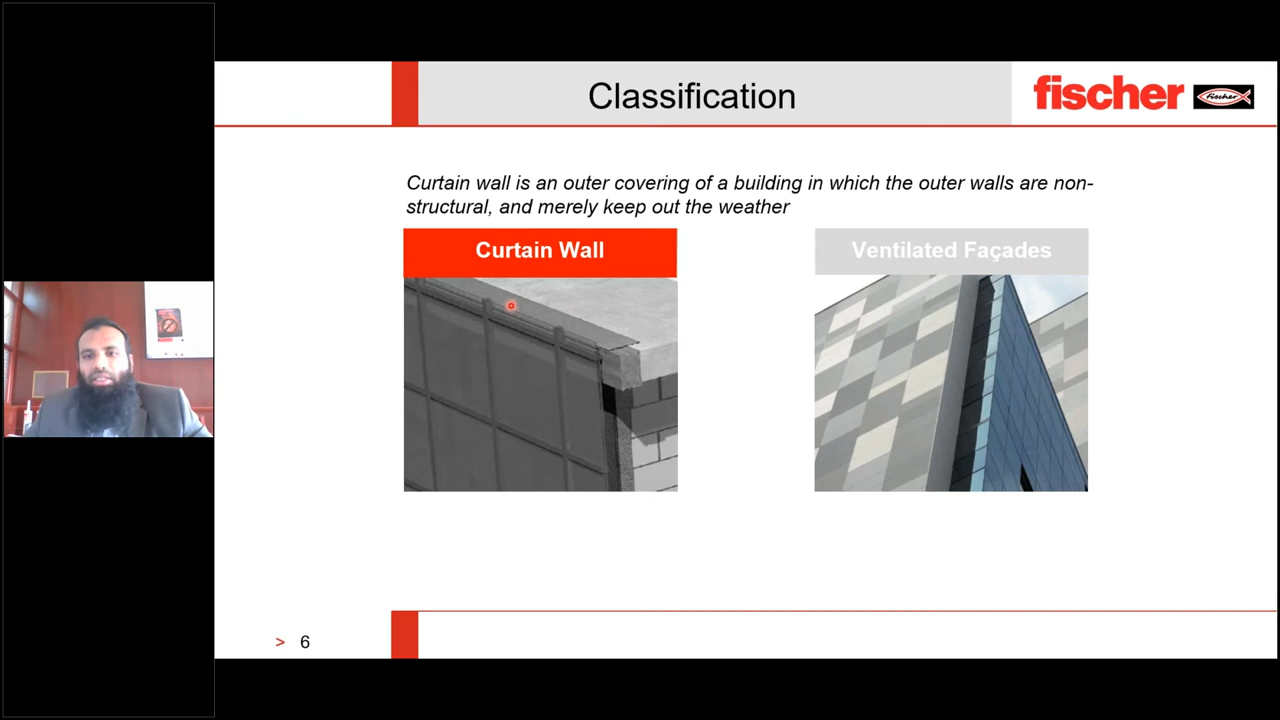 Classification
fischer
fischer
Curtain wall is an outer covering of a building in which the outer walls are non-
structural, and merely keep out the weather
Curtain Wall
Ventilated Façades
> 6